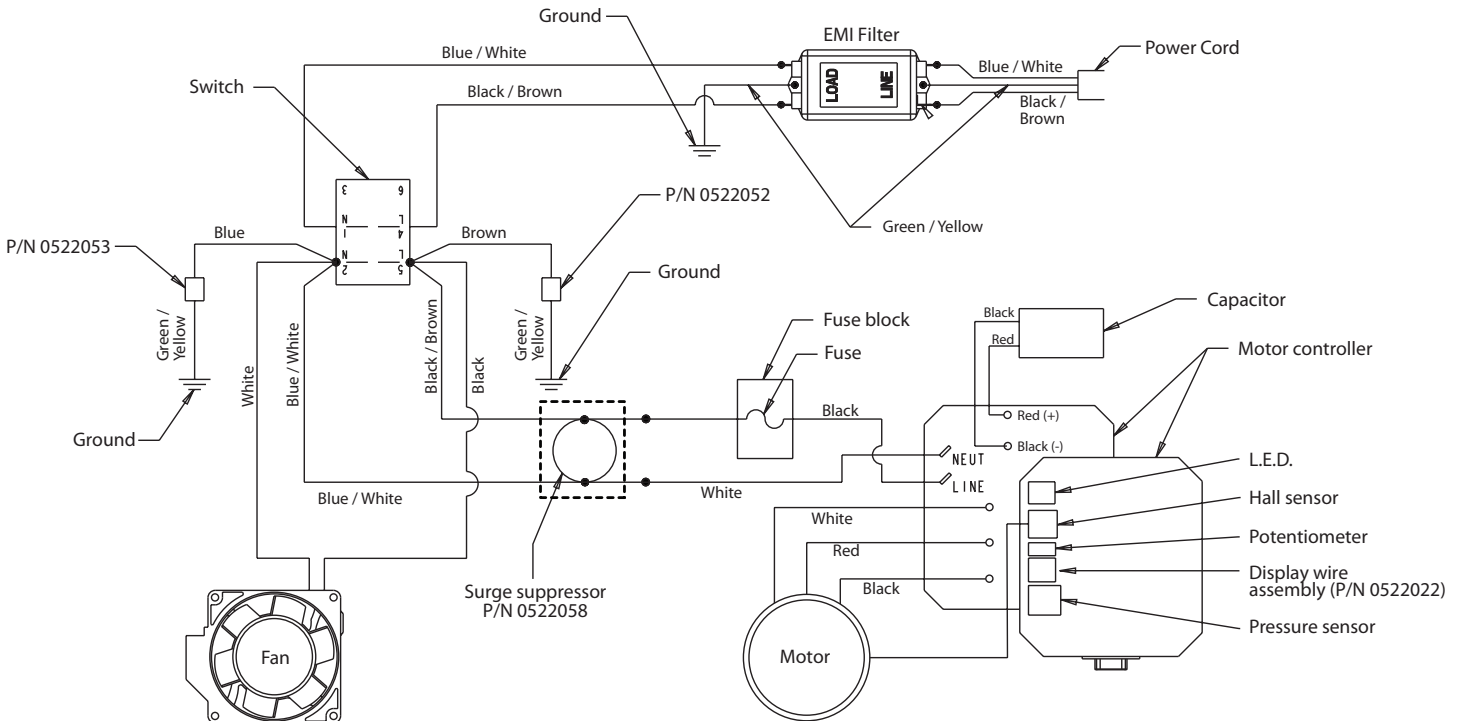 Ground
EMI Filter
Power Cord
Blue / White
Blue / White
LOAD
LINE
Switch
Black / Brown
Black /
Brown
3
6
P/N 0522052
N
1
L
4
Green / Yellow
P/N 0522053
Blue
N
2
L
5
Brown
Ground
Green /
Yellow
White
Blue / White
Black / Brown
Black
Green /
Yellow
Fuse block
Fuse
Black
Red
Capacitor
Motor controller
Ground
Black
Red (+)
Black (-)
NEUT
LINE
L.E.D.
Hall sensor
Blue / White
White
White
Potentiometer
Red
Display wire
assembly (P/N 0522022)
Black
Surge suppressor
P/N 0522058
Pressure sensor
Fan
Motor